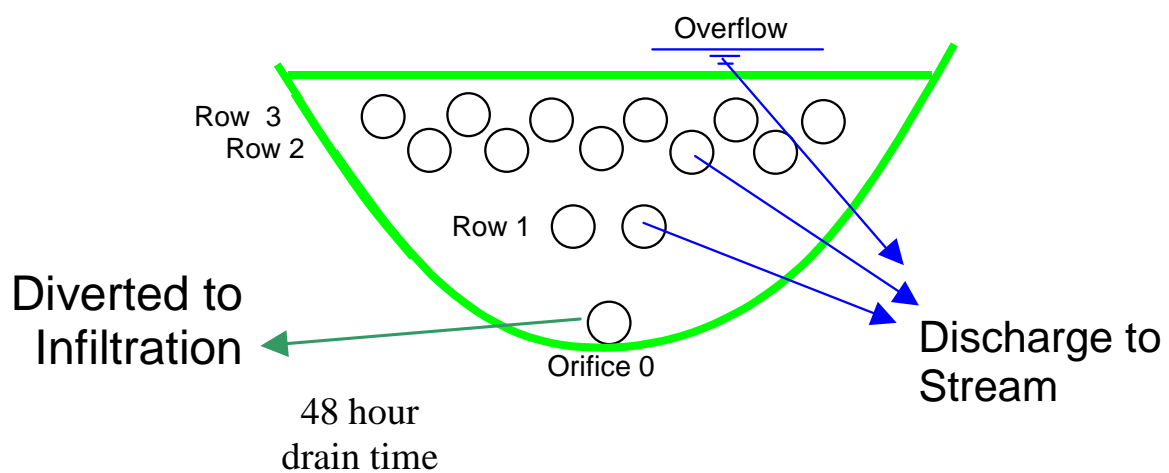 Overflow
Row 3
Row 2
Row 1
Diverted to
Infiltration
Orifice 0
Discharge to
Stream
48 hour
drain time